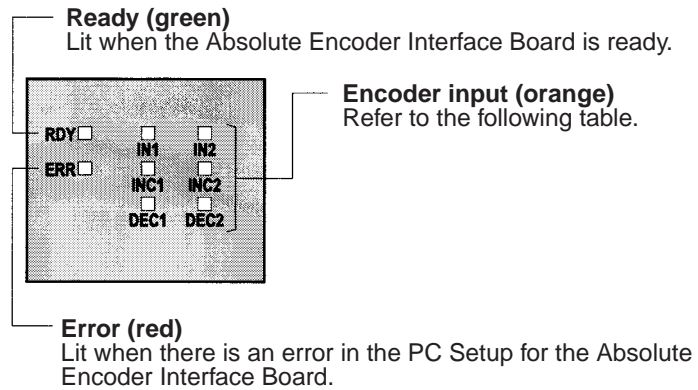 Ready (green)
Lit when the Absolute Encoder Interface Board is ready.
Encoder input (orange)
Refer to the following table.
RDY
IN1
IN2
ERR
INC1
INC2
DEC1
DEC2
Error (red)
Lit when there is an error in the PC Setup for the Absolute
Encoder Interface Board.